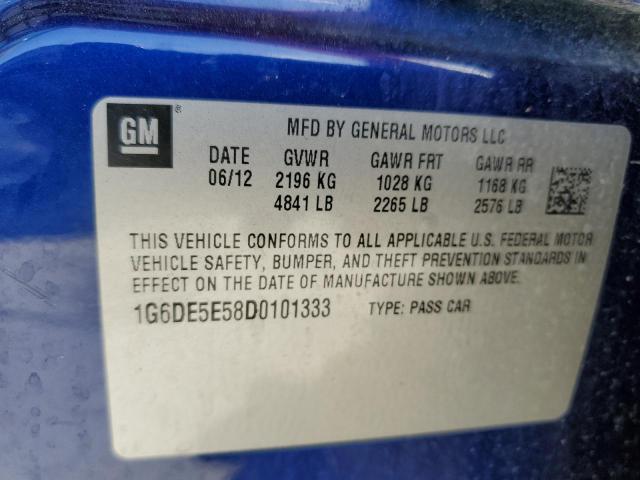 GM ®
MFD BY GENERAL MOTORS LLC
DATE GVWR GAWR FRT GAWR RR
06/12 2196 KG 1028 KG 1168 KG
4841 LB 2265 LB 2576 LB
THIS VEHICLE CONFORMS TO ALL APPLICABLE U.S. FEDERAL MOTOR
VEHICLE SAFETY, BUMPER, AND THEFT PREVENTION STANDARDS IN
EFFECT ON THE DATE OF MANUFACTURE SHOWN ABOVE.
1G6DE5E58D0101333 TYPE: PASS CAR